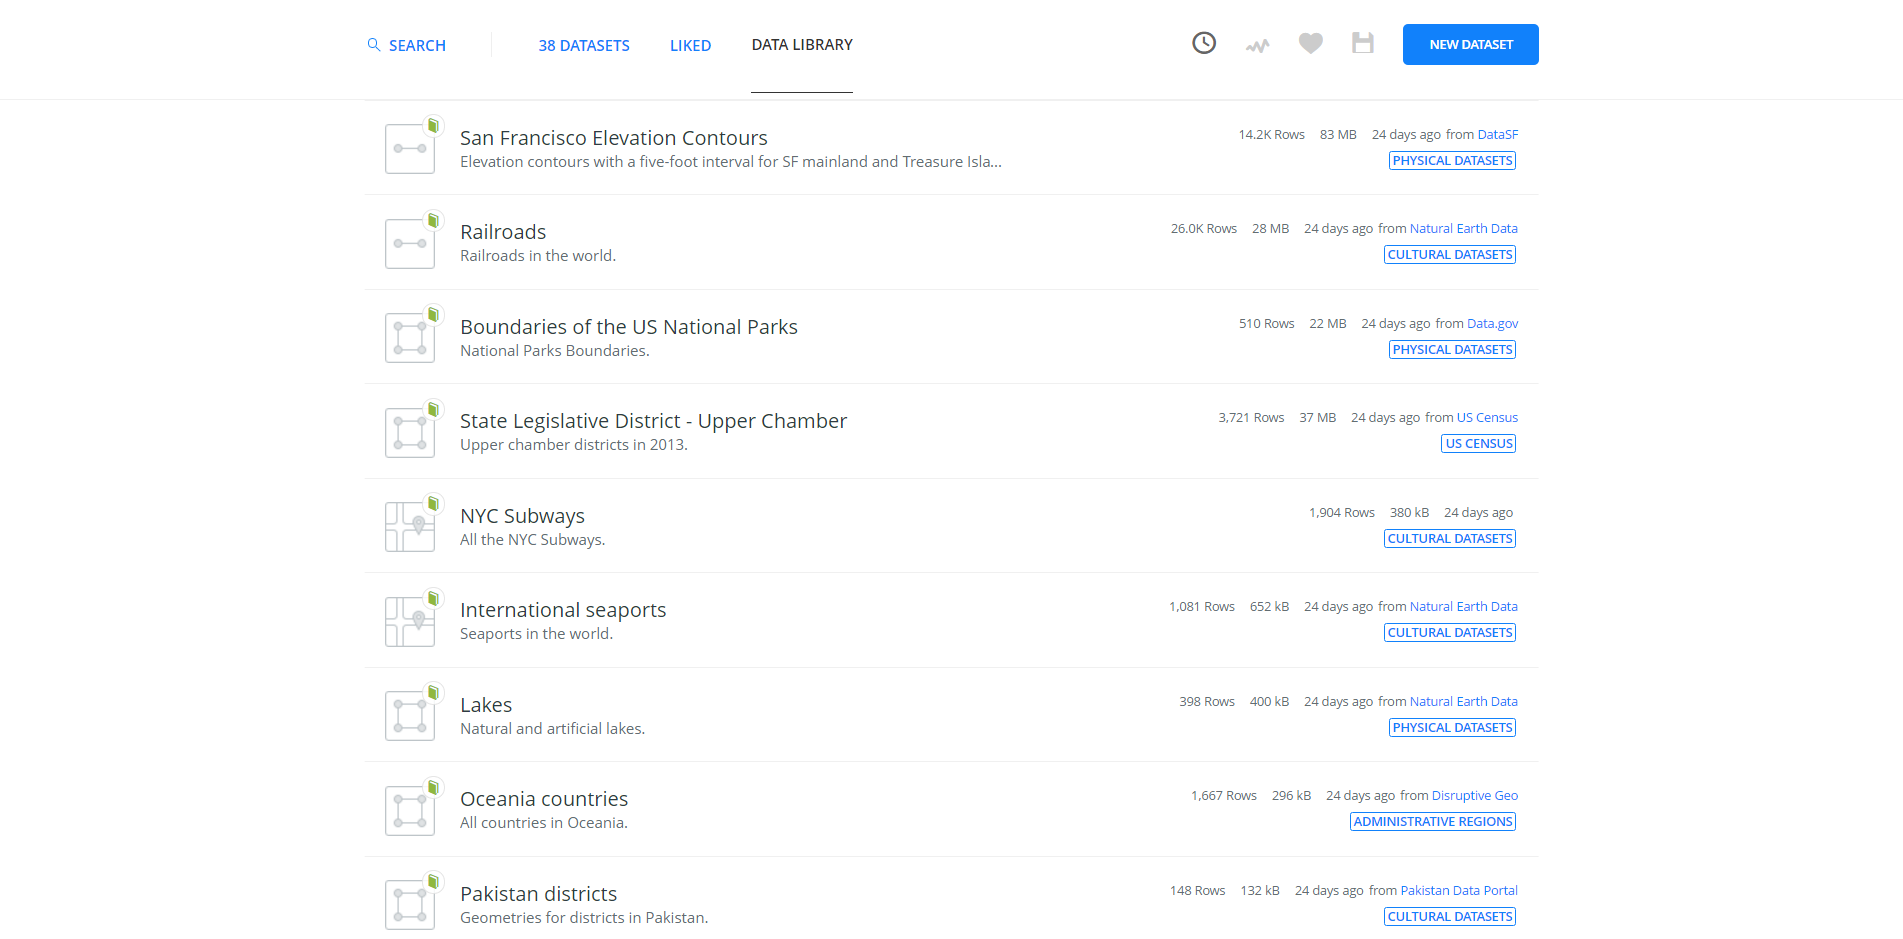 SEARCH 38 DATASETS LIKED DATA LIBRARY NEW DATASET
San Francisco Elevation Contours
Elevation contours with a five-foot interval for SF mainland and Treasure Isla...
14.2K Rows 83 MB 24 days ago from DataSF
PHYSICAL DATASETS
Railroads
Railroads in the world.
26.0K Rows 28 MB 24 days ago from Natural Earth Data
CULTURAL DATASETS
Boundaries of the US National Parks
National Parks Boundaries.
510 Rows 22 MB 24 days ago from Data.gov
PHYSICAL DATASETS
State Legislative District - Upper Chamber
Upper chamber districts in 2013.
3,721 Rows 37 MB 24 days ago from US Census
US CENSUS
NYC Subways
All the NYC Subways.
1,904 Rows 380 kB 24 days ago
CULTURAL DATASETS
International seaports
Seaports in the world.
1,081 Rows 652 kB 24 days ago from Natural Earth Data
CULTURAL DATASETS
Lakes
Natural and artificial lakes.
398 Rows 400 kB 24 days ago from Natural Earth Data
PHYSICAL DATASETS
Oceania countries
All countries in Oceania.
1,667 Rows 296 kB 24 days ago from Disruptive Geo
ADMINISTRATIVE REGIONS
Pakistan districts
Geometries for districts in Pakistan.
148 Rows 132 kB 24 days ago from Pakistan Data Portal
CULTURAL DATASETS